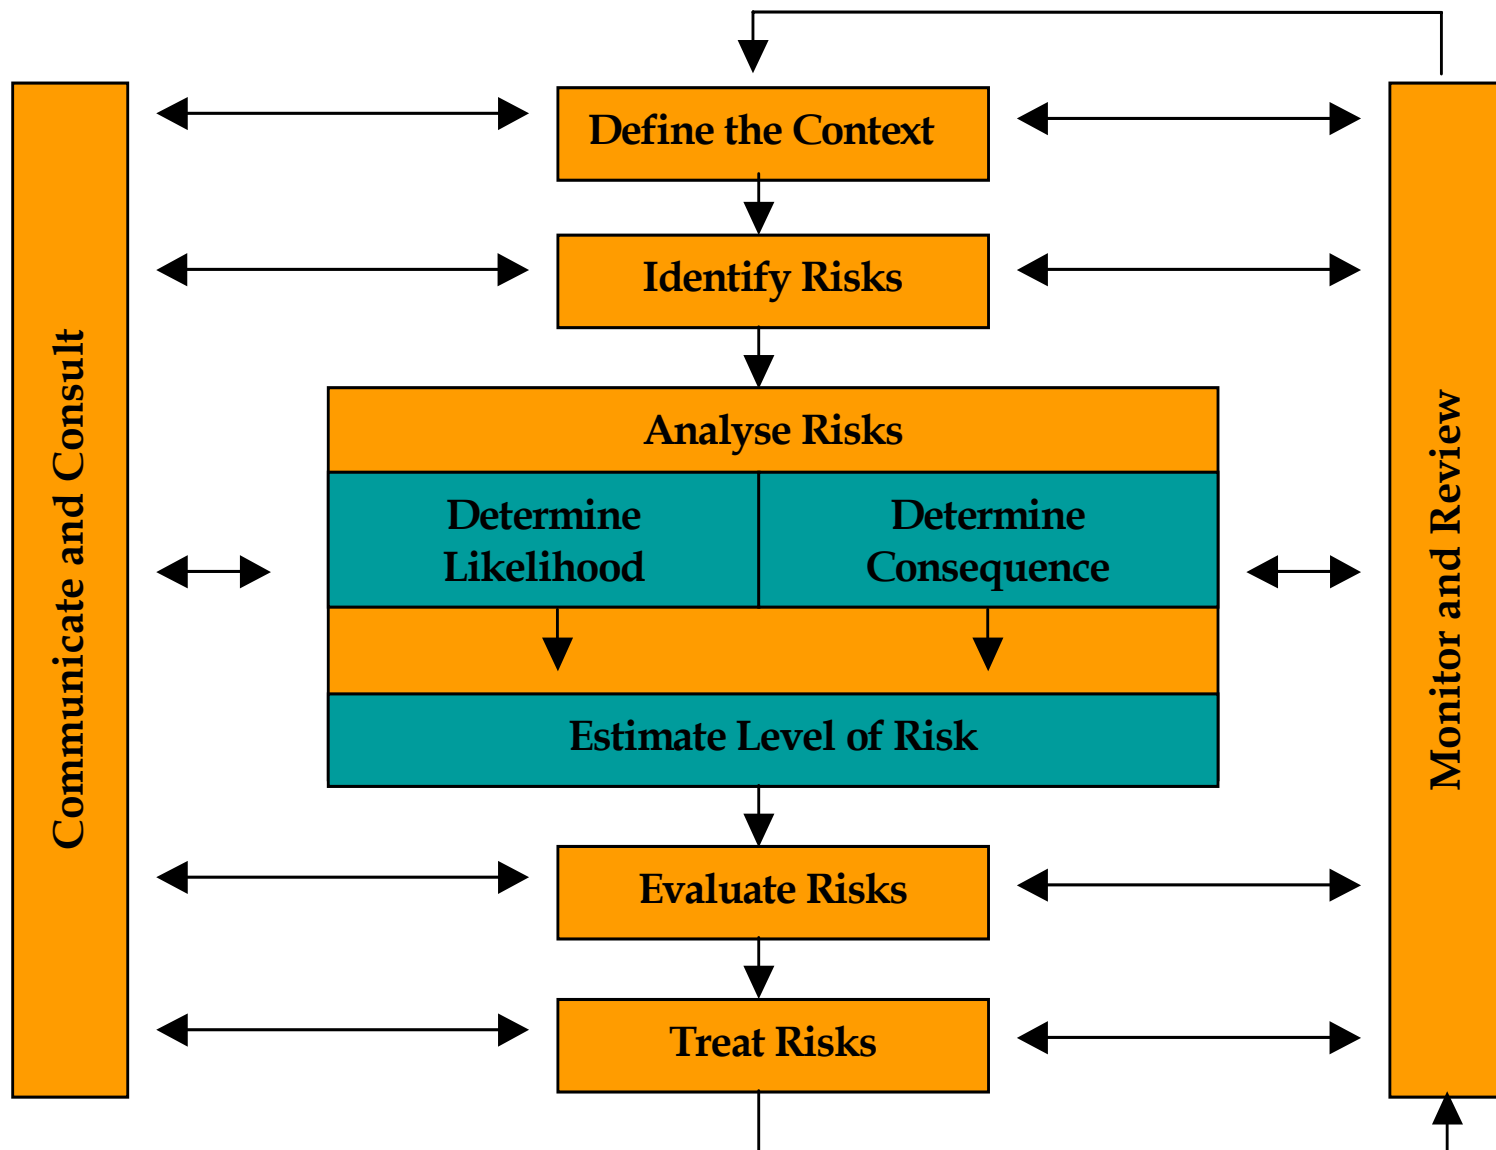 Define the Context
Identify Risks
Communicate and Consult
Analyse Risks
Determine
Likelihood
Determine
Consequence
Estimate Level of Risk
Monitor and Review
Evaluate Risks
Treat Risks